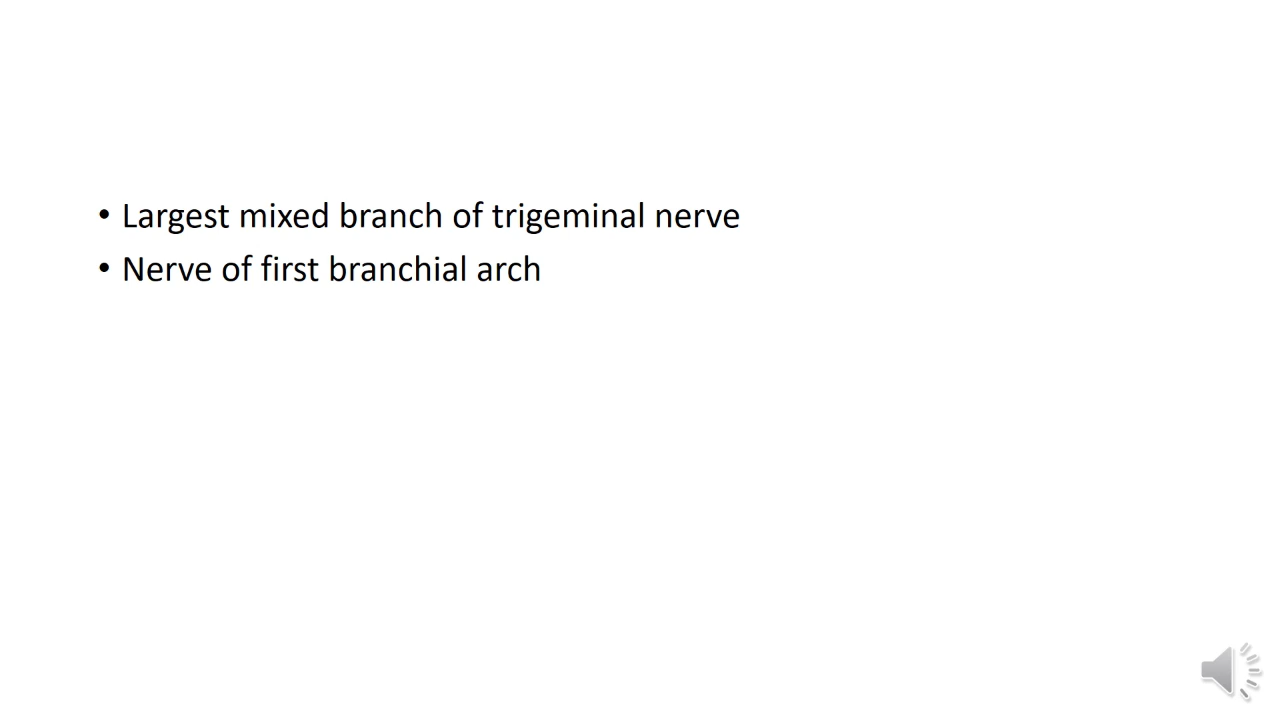 • Largest mixed branch of trigeminal nerve
• Nerve of first branchial arch